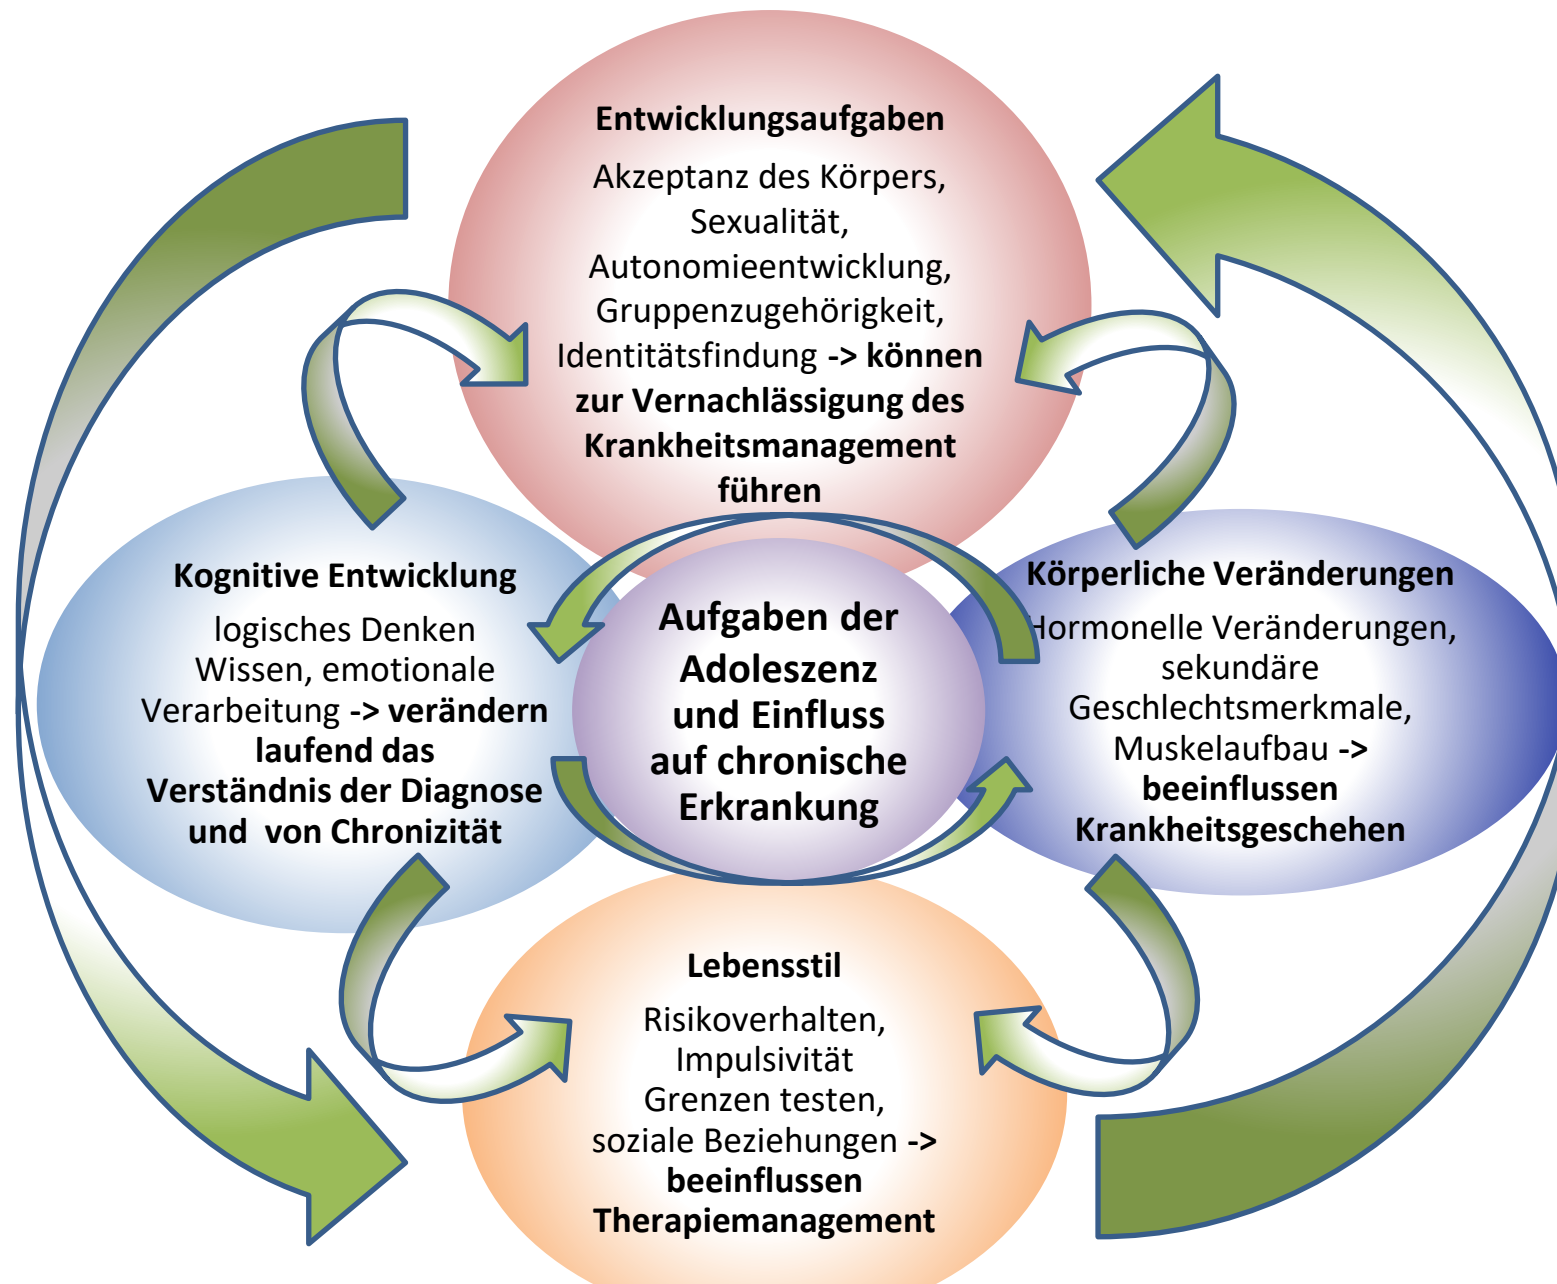 Entwicklungsaufgaben
Akzeptanz des Körpers,
Sexualität,
Autonomieentwicklung,
Gruppenzugehörigkeit,
Identitätsfindung -> können
zur Vernachlässigung des
Krankheitsmanagement
führen
Kognitive Entwicklung
logisches Denken
Wissen, emotionale
Verarbeitung -> verändern
laufend das
Verständnis der Diagnose
und  von Chronizität
Aufgaben der
Adoleszenz
und Einfluss
auf chronische
Erkrankung
Körperliche Veränderungen
Hormonelle Veränderungen,
sekundäre
Geschlechtsmerkmale,
Muskelaufbau ->
beeinflussen
Krankheitsgeschehen
Lebensstil
Risikoverhalten,
Impulsivität
Grenzen testen,
soziale Beziehungen ->
beeinflussen
Therapiemanagement